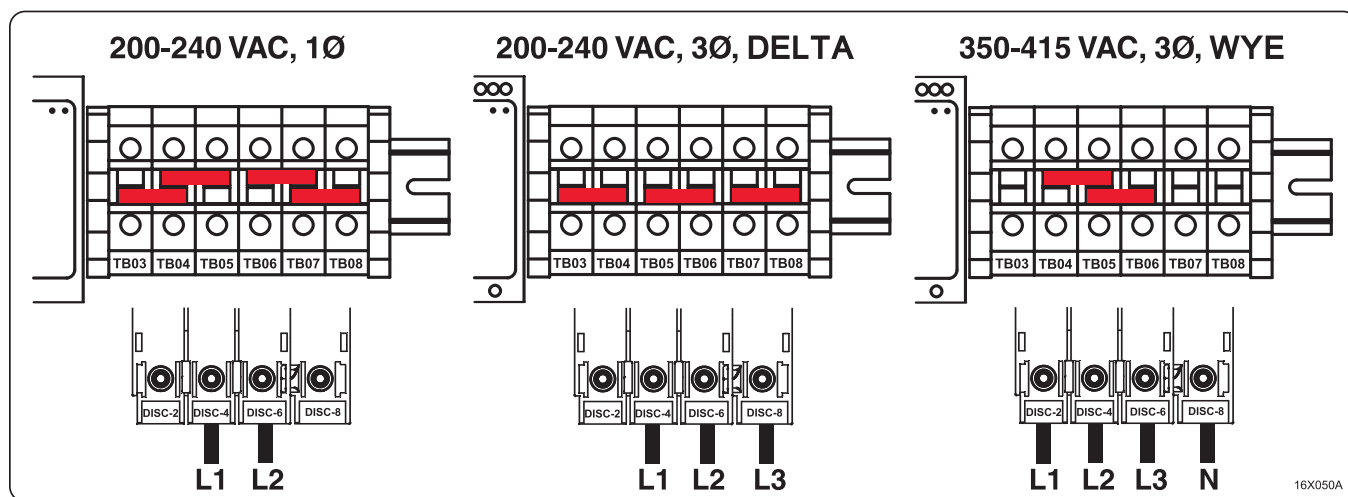 200-240 VAC, 1Ø
TB03 TB04 TB05 TB06 TB07 TB08
DISC-2 DISC-4 DISC-6 DISC-8
L1 L2
200-240 VAC, 3Ø, DELTA
TB03 TB04 TB05 TB06 TB07 TB08
DISC-2 DISC-4 DISC-6 DISC-8
L1 L2 L3
350-415 VAC, 3Ø, WYE
TB03 TB04 TB05 TB06 TB07 TB08
DISC-2 DISC-4 DISC-6 DISC-8
L1 L2 L3 N
16X050A